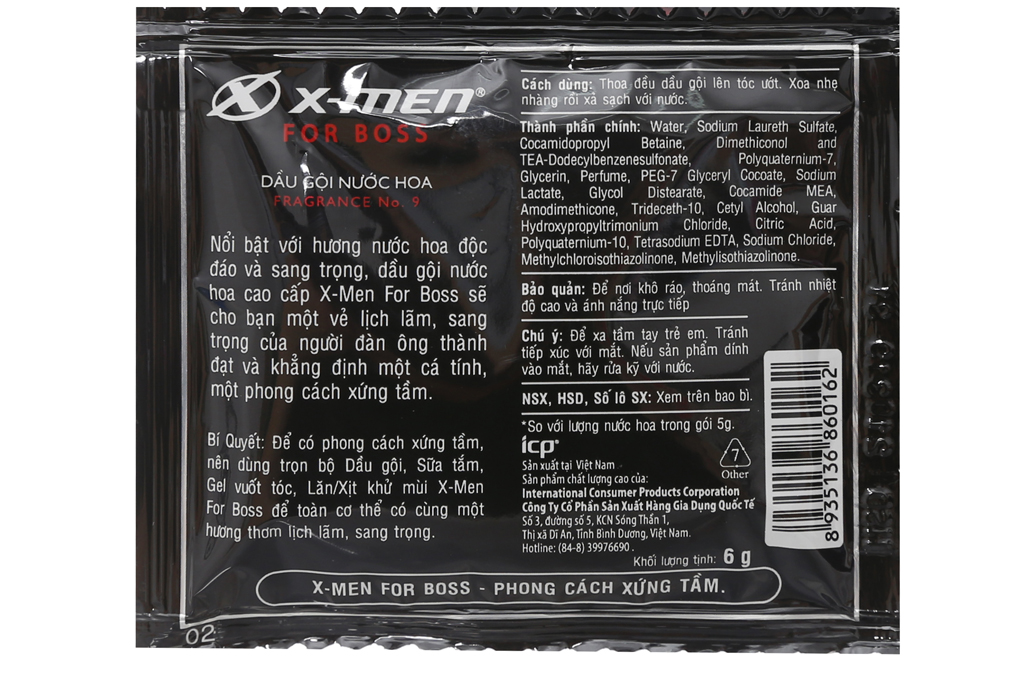 X-MEN®
FOR BOSS
DẦU GỘI NƯỚC HOA
FRAGRANCE No. 9
Nổi bật với hương nước hoa độc
đáo và sang trọng, dầu gội nước
hoa cao cấp X-Men For Boss sẽ
cho bạn một vẻ lịch lãm, sang
trọng của người đàn ông thành
đạt và khẳng định một cá tính,
một phong cách xứng tầm.
Bí Quyết: Để có phong cách xứng tầm,
nên dùng trọn bộ Dầu gội, Sữa tắm,
Gel vuốt tóc, Lăn/Xịt khử mùi X-Men
For Boss để toàn cơ thể có cùng một
hương thơm lịch lãm, sang trọng.
Cách dùng: Thoa đều dầu gội lên tóc ướt. Xoa nhẹ
nhàng rồi xả sạch với nước.
Thành phần chính: Water, Sodium Laureth Sulfate,
Cocamidopropyl Betaine, Dimethiconol and
TEA-Dodecylbenzenesulfonate, Polyquaternium-7,
Glycerin, Perfume, PEG-7 Glyceryl Cocoate, Sodium
Lactate, Glycol Distearate, Cocamide MEA,
Amodimethicone, Trideceth-10, Cetyl Alcohol, Guar
Hydroxypropyltrimonium Chloride, Citric Acid,
Polyquaternium-10, Tetrasodium EDTA, Sodium Chloride,
Methylchloroisothiazolinone, Methylisothiazolinone.
Bảo quản: Để nơi khô ráo, thoáng mát. Tránh nhiệt
độ cao và ánh nắng trực tiếp
Chú ý: Để xa tầm tay trẻ em. Tránh
tiếp xúc với mắt. Nếu sản phẩm dính
vào mắt, hãy rửa kỹ với nước.
NSX, HSD, Số lô SX: Xem trên bao bì.
*So với lượng nước hoa trong gói 5g.
icp®
Sản xuất tại Việt Nam
Sản phẩm chất lượng cao của:
International Consumer Products Corporation
Công Ty Cổ Phần Sản Xuất Hàng Gia Dụng Quốc Tế
Số 3, đường số 5, KCN Sóng Thần 1,
Thị xã Dĩ An, Tỉnh Bình Dương, Việt Nam.
Hotline: (84-8) 39976690.
7
Other
8 935136 860162
Khối lượng tịnh: 6 g
X-MEN FOR BOSS - PHONG CÁCH XỨNG TẦM.
02